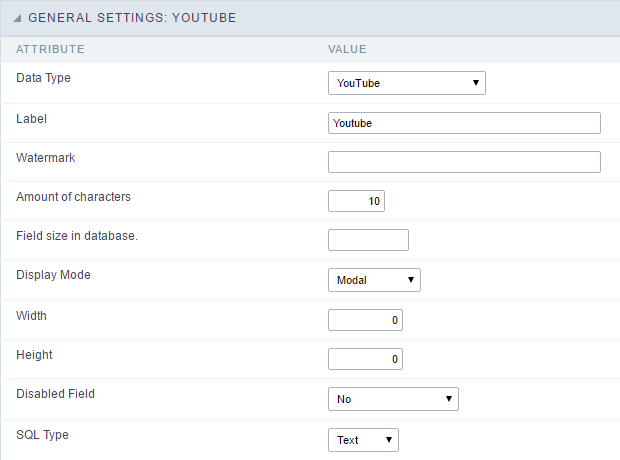 GENERAL SETTINGS: YOUTUBE
ATTRIBUTE VALUE
Data Type YouTube
Label Youtube
Watermark
Amount of characters 10
Field size in database.
Display Mode Modal
Width 0
Height 0
Disabled Field No
SQL Type Text